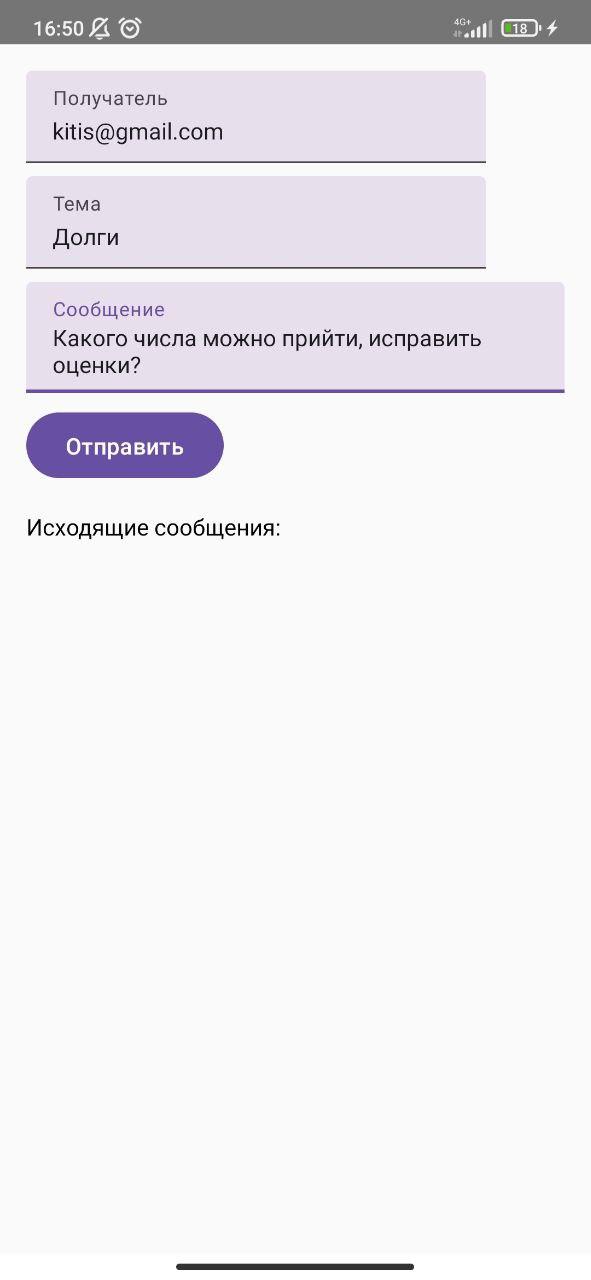 16:50
4G+
18
Получатель
kitis@gmail.com
Тема
Долги
Сообщение
Какого числа можно прийти, исправить
оценки?
Отправить
Исходящие сообщения: